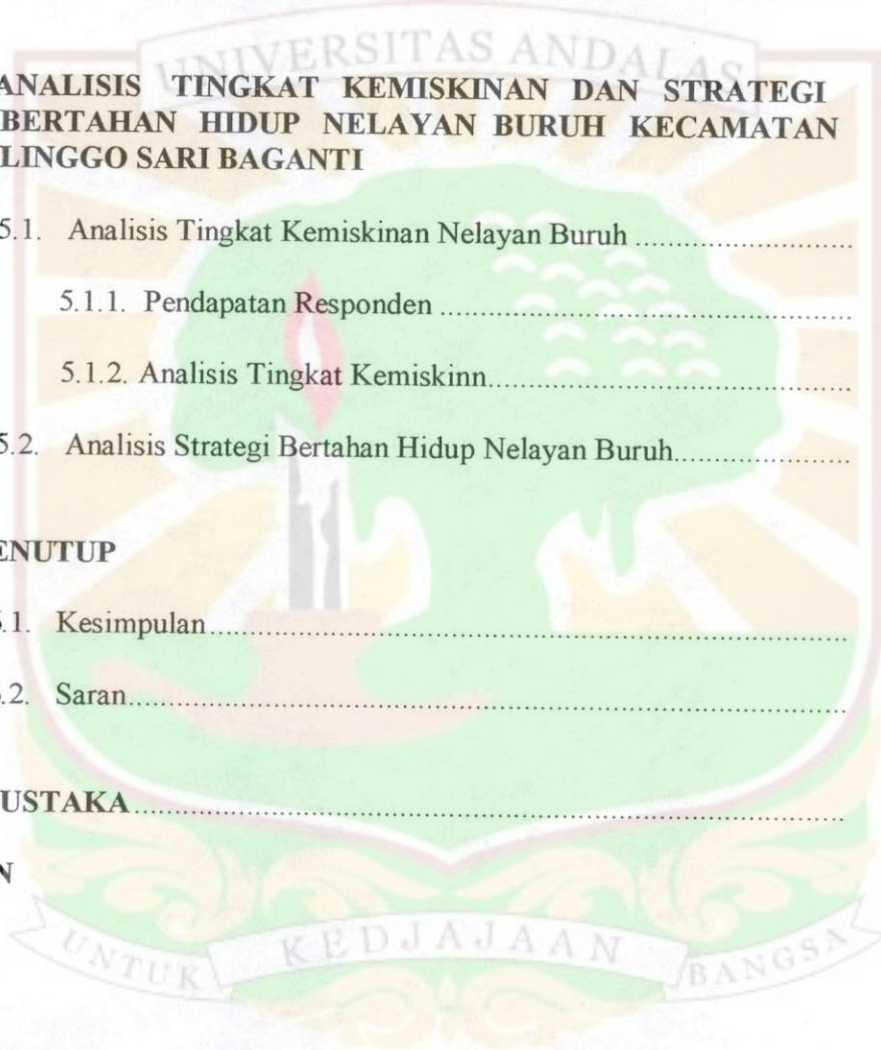 UNIVERSITAS ANDALAS
ANALISIS TINGKAT KEMISKINAN DAN STRATEGI
BERTAHAN HIDUP NELAYAN BURUH KECAMATAN
LINGGO SARI BAGANTI
5.1. Analisis Tingkat Kemiskinan Nelayan Buruh ...........................
5.1.1. Pendapatan Responden ...................................................
5.1.2. Analisis Tingkat Kemiskinn.............................................
5.2. Analisis Strategi Bertahan Hidup Nelayan Buruh......................
ENUTUP
.1. Kesimpulan...............................................................................
.2. Saran.........................................................................................
USTAKA........................................................................................
N
UNTUK KEDJAJAAN BANGSA